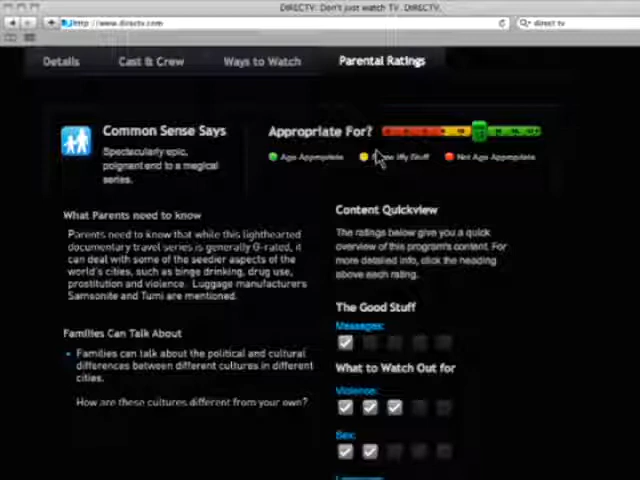 DIRECTV: Don't just watch TV. DIRECTV.
http://www.directv.com
direct tv
Details
Cast & Crew
Ways to Watch
Parental Ratings
Common Sense Says
Spectacularly epic,
poignant end to a magical
series.
Appropriate For?
Age Appropriate
Iffy Stuff
Not Age Appropriate
What Parents need to know
Parents need to know that while this lighthearted
documentary travel series is generally G-rated, it
can deal with some of the seedier aspects of the
world's cities, such as binge drinking, drug use,
prostitution and violence. Luggage manufacturers
Samsonite and Tumi are mentioned.
Families Can Talk About
Families can talk about the political and cultural
differences between different cultures in different
cities.
How are these cultures different from your own?
Content Quickview
The ratings below give you a quick
overview of this program's content. For
more detailed info, click the heading
above each rating.
The Good Stuff
Messages:
What to Watch Out for
Violence:
Sex: